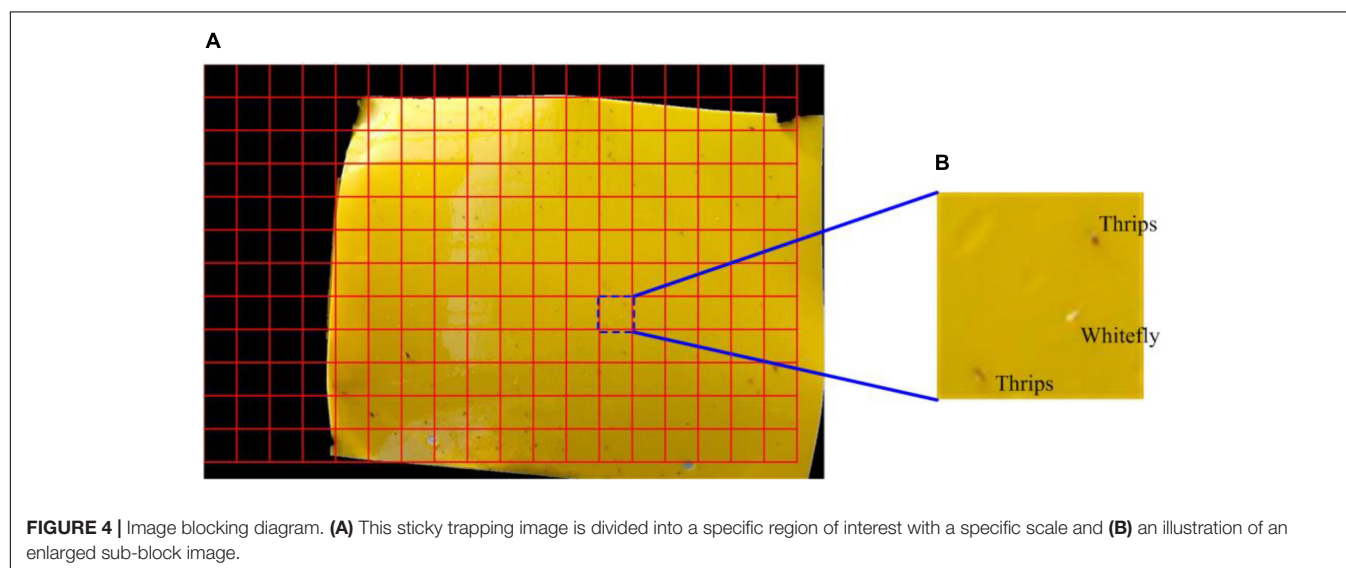 A
B
Thrips
Whitefly
Thrips
FIGURE 4 | Image blocking diagram. (A) This sticky trapping image is divided into a specific region of interest with a specific scale and (B) an illustration of an
enlarged sub-block image.